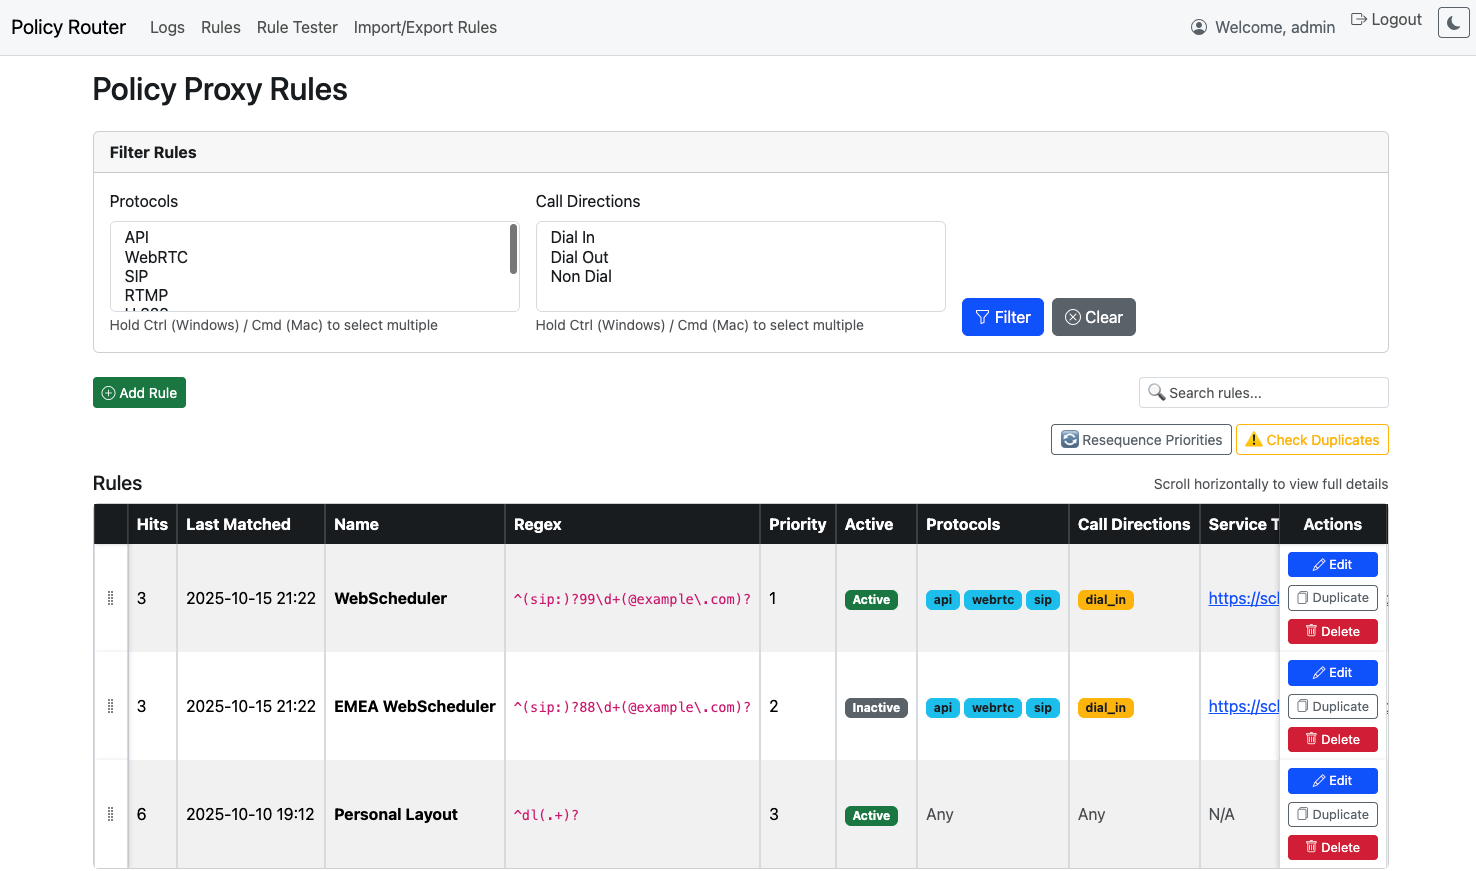 Policy Router Logs Rules Rule Tester Import/Export Rules Welcome, admin Logout
Policy Proxy Rules
Filter Rules
Protocols Call Directions
API Dial In
WebRTC Dial Out
SIP Non Dial
RTMP
Filter Clear
Hold Ctrl (Windows) / Cmd (Mac) to select multiple Hold Ctrl (Windows) / Cmd (Mac) to select multiple
Add Rule Search rules...
Resequence Priorities Check Duplicates
Rules Scroll horizontally to view full details
Hits Last Matched Name Regex Priority Active Protocols Call Directions Service T Actions
Edit
3 2025-10-15 21:22 WebScheduler ^(sip:)?99\d+(@example\.com)? 1 Active api webrtc sip dial_in https://scl Duplicate
Delete
Edit
3 2025-10-15 21:22 EMEA WebScheduler ^(sip:)?88\d+(@example\.com)? 2 Inactive api webrtc sip dial_in https://scl Duplicate
Delete
Edit
6 2025-10-10 19:12 Personal Layout ^dl(.+)? 3 Active Any Any N/A Duplicate
Delete